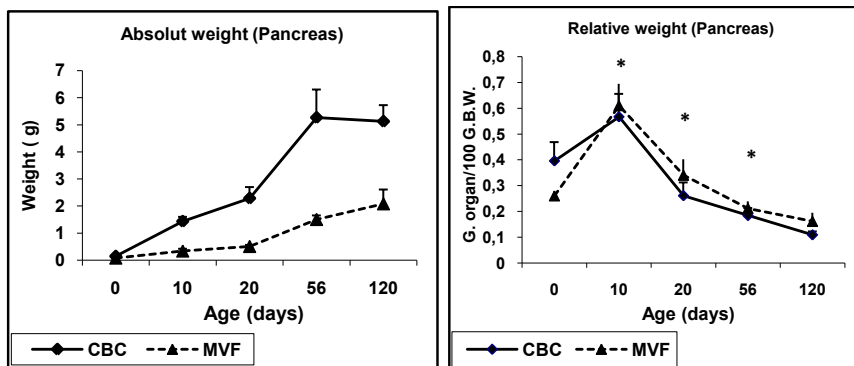 Absolut weight (Pancreas)
7
6
5
4
3
2
1
0
Weight ( g)
0 10 20 56 120
Age (days)
CBC MVF
Relative weight (Pancreas)
0,8
0,7
0,6
0,5
0,4
0,3
0,2
0,1
0
G. organ/100 G.B.W.
* * *
0 10 20 56 120
Age (days)
CBC MVF